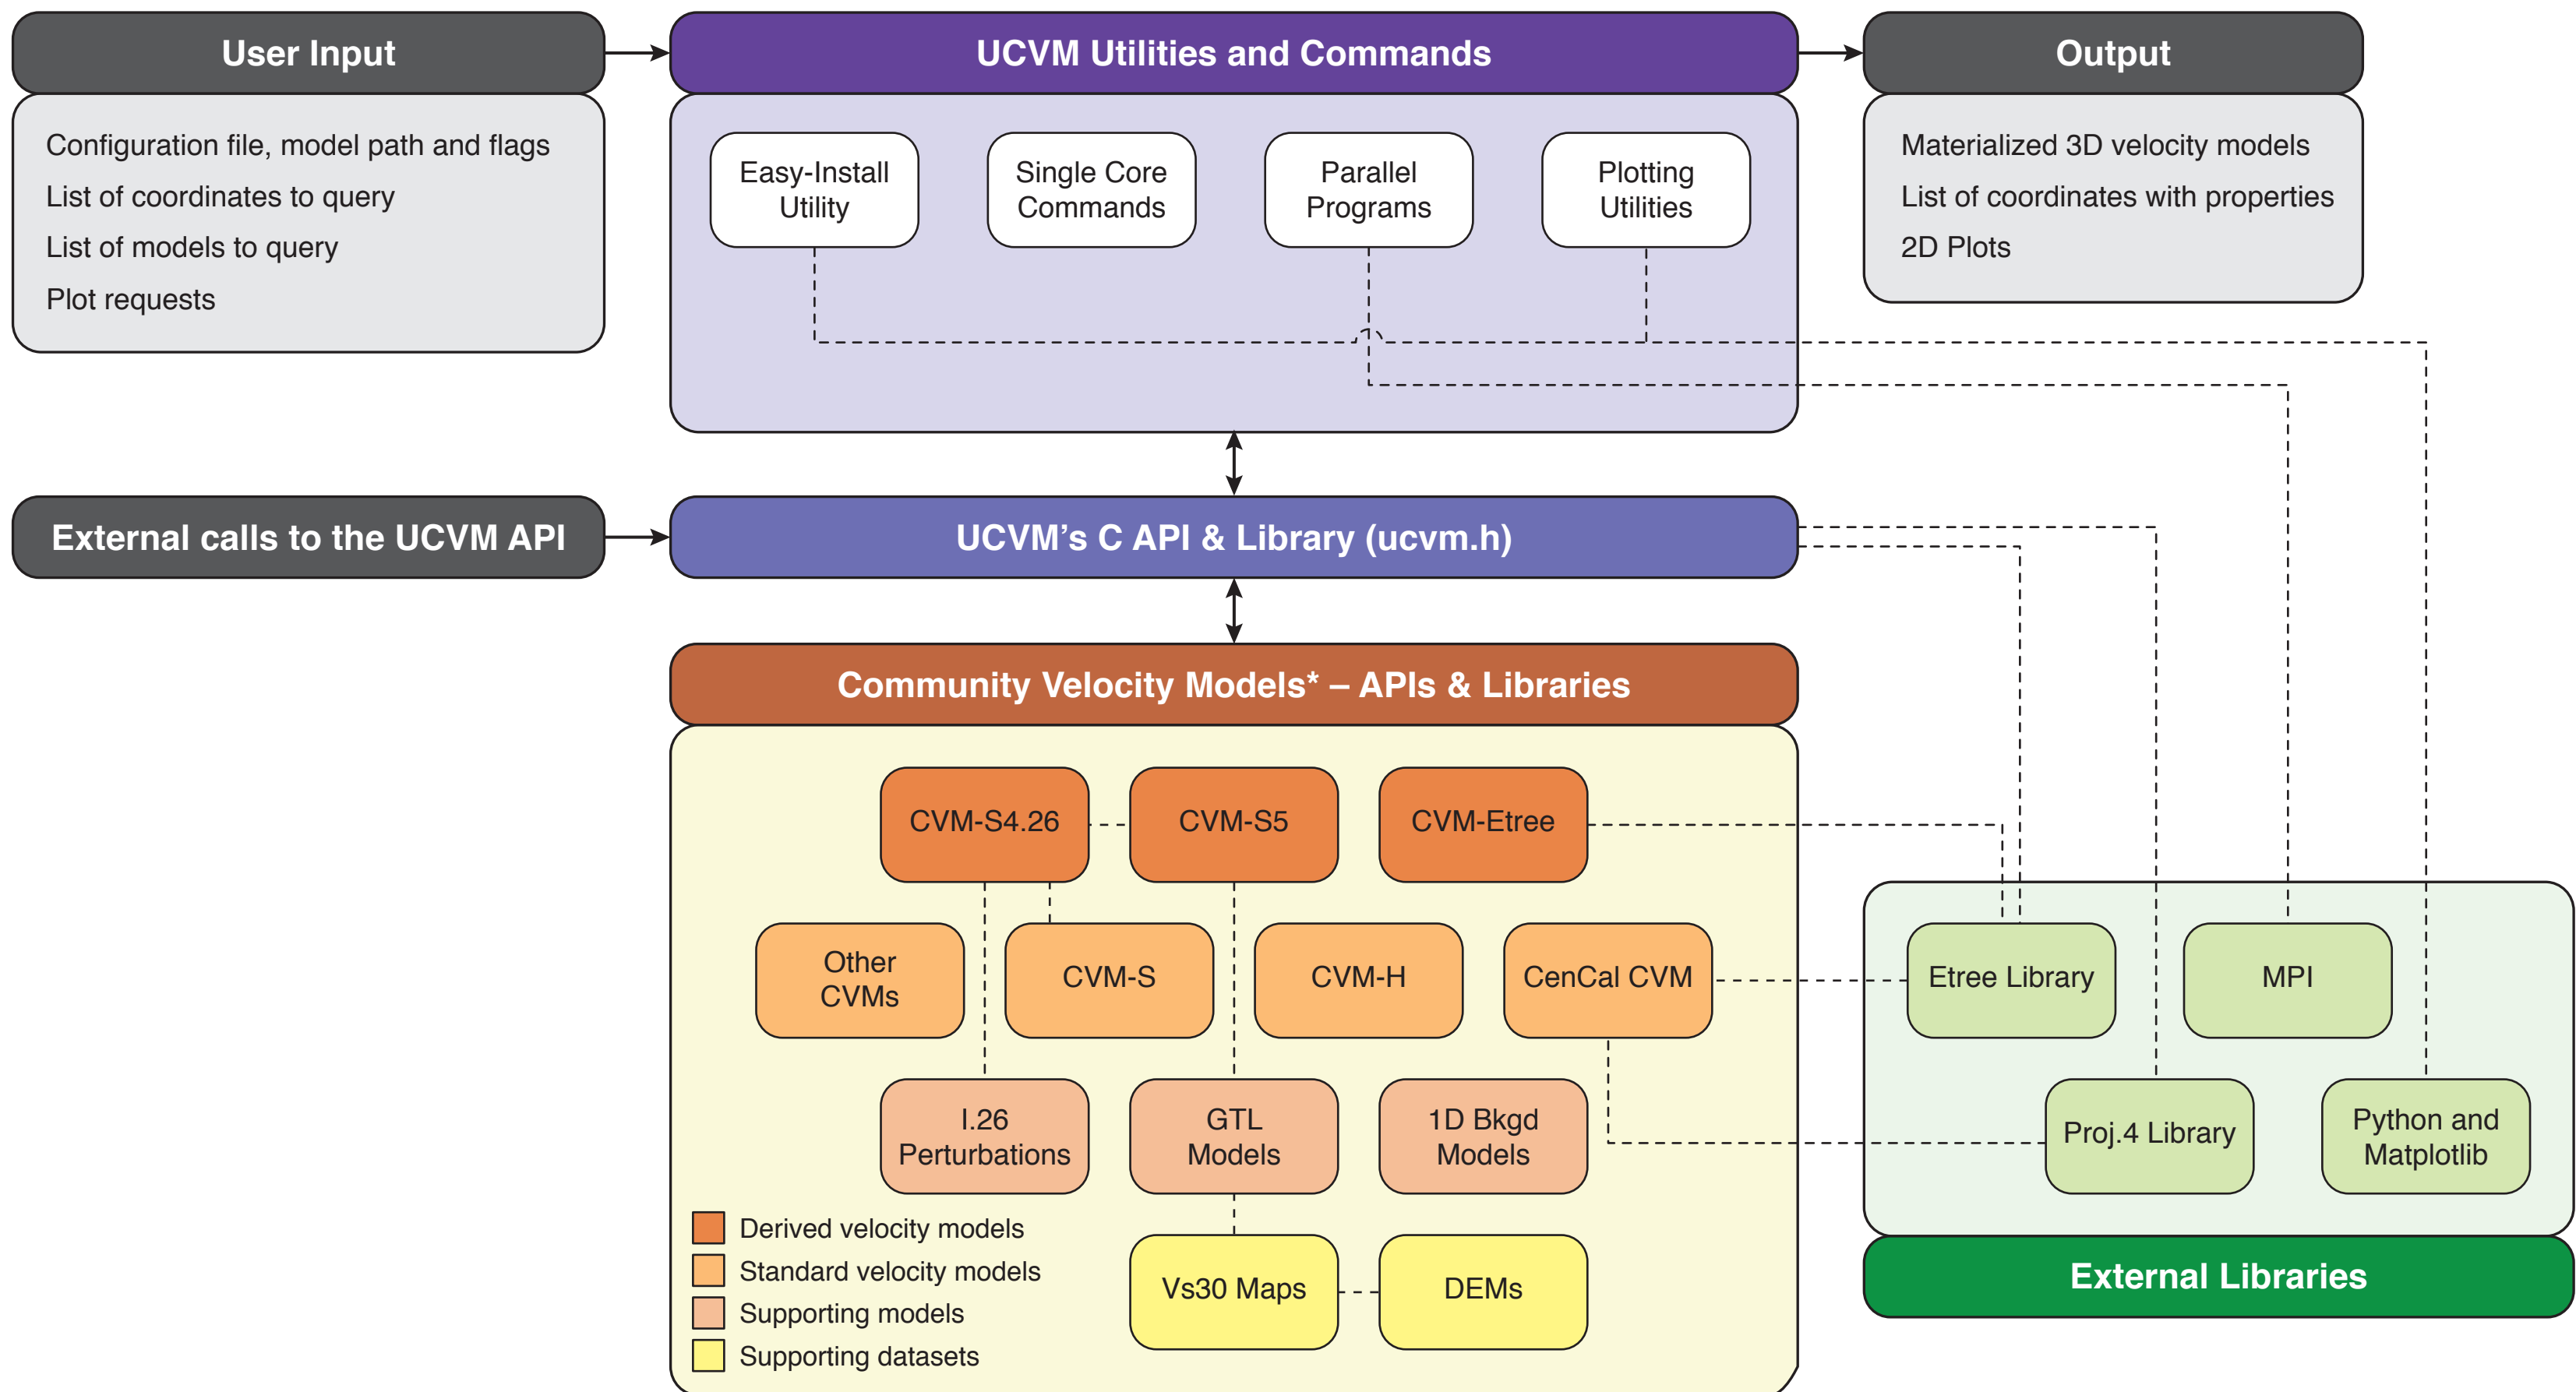 User Input
Configuration file, model path and flags
List of coordinates to query
List of models to query
Plot requests
UCVM Utilities and Commands
Easy-Install
Utility
Single Core
Commands
Parallel
Programs
Plotting
Utilities
Output
Materialized 3D velocity models
List of coordinates with properties
2D Plots
External calls to the UCVM API
UCVM’s C API & Library (ucvm.h)
Community Velocity Models* – APIs & Libraries
CVM-S4.26
CVM-S5
CVM-Etree
Other
CVMs
CVM-S
CVM-H
CenCal CVM
I.26
Perturbations
GTL
Models
1D Bkgd
Models
Vs30 Maps
DEMs
Derived velocity models
Standard velocity models
Supporting models
Supporting datasets
Etree Library
MPI
Proj.4 Library
Python and
Matplotlib
External Libraries